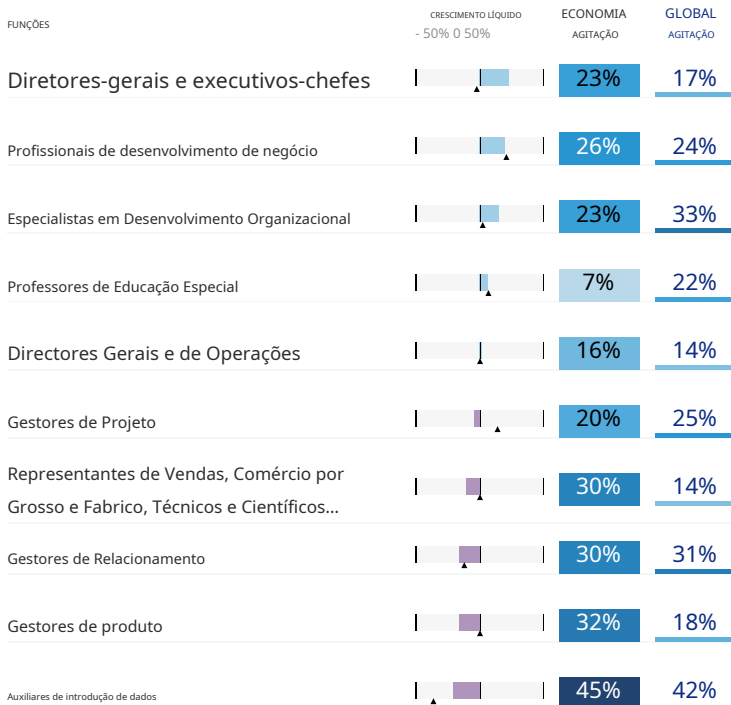 FUNÇÕES
CRESCIMENTO LÍQUIDO
- 50% 0 50%
ECONOMIA
AGITAÇÃO
GLOBAL
AGITAÇÃO
Diretores-gerais e executivos-chefes 23% 17%
Profissionais de desenvolvimento de negócio 26% 24%
Especialistas em Desenvolvimento Organizacional 23% 33%
Professores de Educação Especial 7% 22%
Directores Gerais e de Operações 16% 14%
Gestores de Projeto 20% 25%
Representantes de Vendas, Comércio por
Grosso e Fabrico, Técnicos e Científicos... 30% 14%
Gestores de Relacionamento 30% 31%
Gestores de produto 32% 18%
Auxiliares de introdução de dados 45% 42%